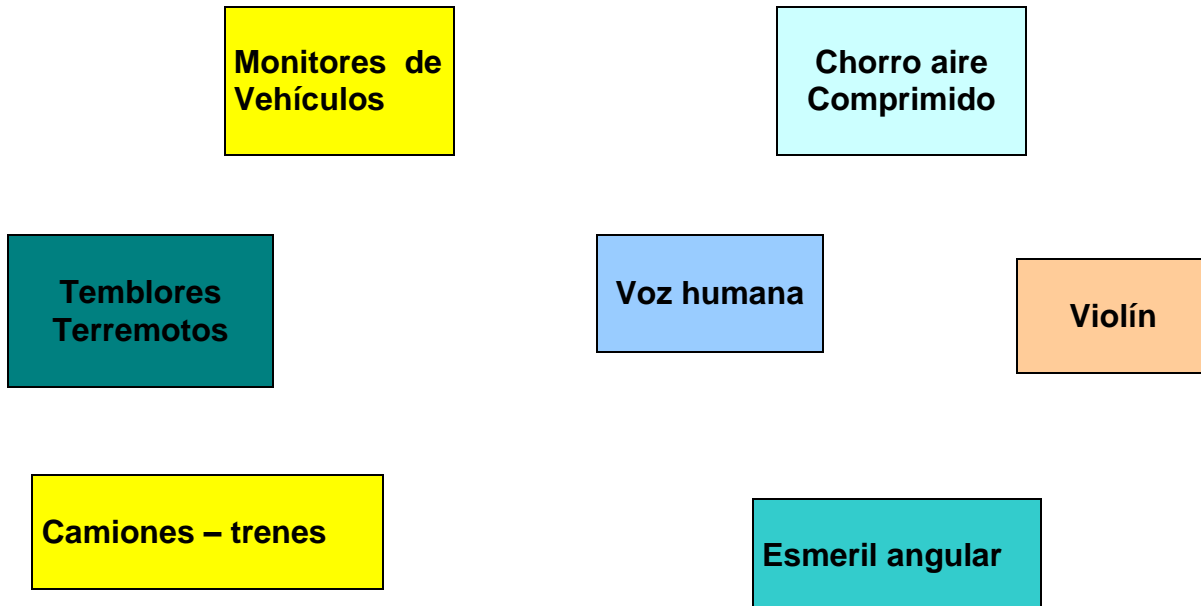 Monitores de
Vehículos
Chorro aire
Comprimido
Temblores
Terremotos
Voz humana
Violín
Camiones – trenes
Esmeril angular